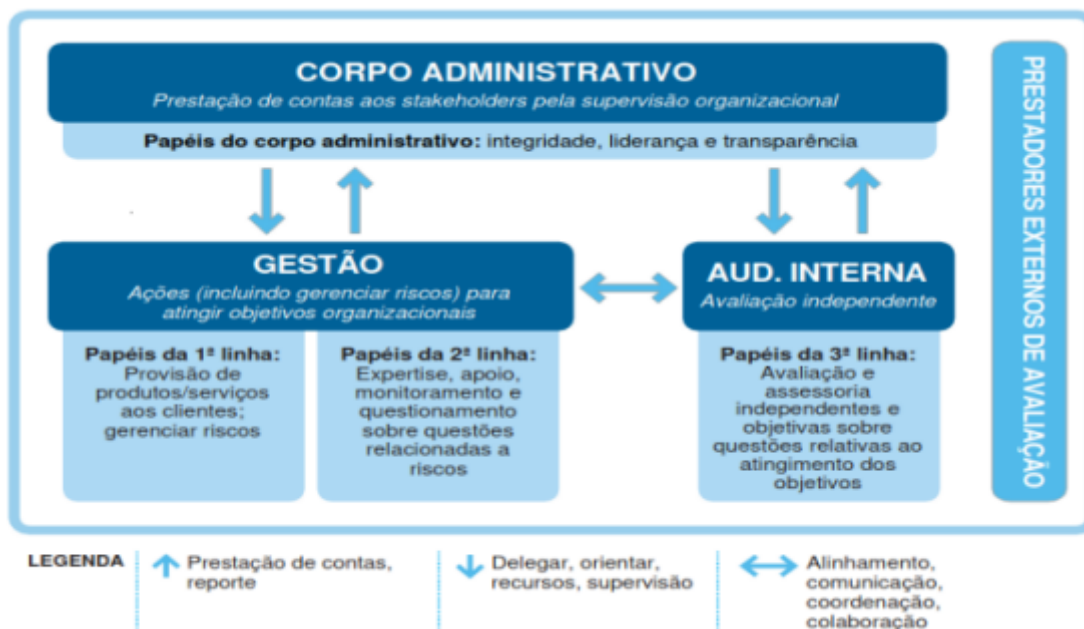 CORPO ADMINISTRATIVO
Prestação de contas aos stakeholders pela supervisão organizacional
Papéis do corpo administrativo: integridade, liderança e transparência
GESTÃO
Ações (incluindo gerenciar riscos) para
atingir objetivos organizacionais
Papéis da 1ª linha:
Provisão de
produtos/serviços
aos clientes;
gerenciar riscos
Papéis da 2ª linha:
Expertise, apoio,
monitoramento e
questionamento
sobre questões
relacionadas a
riscos
AUD. INTERNA
Avaliação independente
Papéis da 3ª linha:
Avaliação e
assessoria
independentes e
objetivas sobre
questões relativas ao
atingimento dos
objetivos
PRESTADORES EXTERNOS DE AVALIAÇÃO
LEGENDA
Prestação de contas,
reporte
Delegar, orientar,
recursos, supervisão
Alinhamento,
comunicação,
coordenação,
colaboração